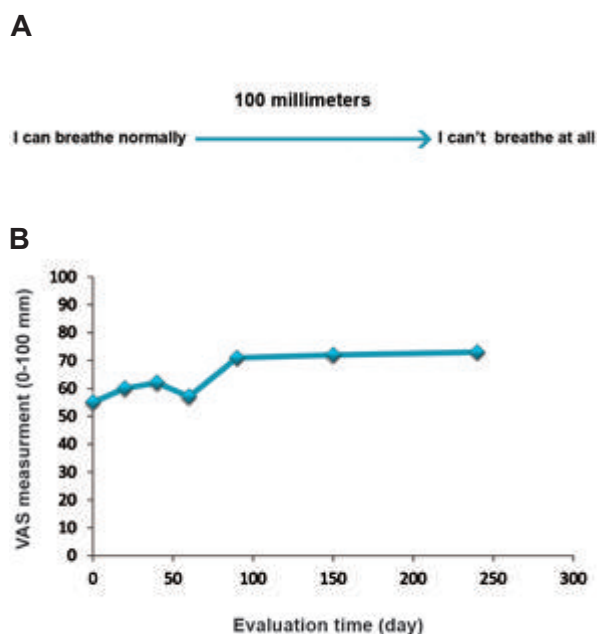 A
100 millimeters
I can breathe normally
I can't breathe at all
B
VAS measurment (0-100 mm)
100
90
80
70
60
50
40
30
20
10
0
0 50 100 150 200 250 300
Evaluation time (day)